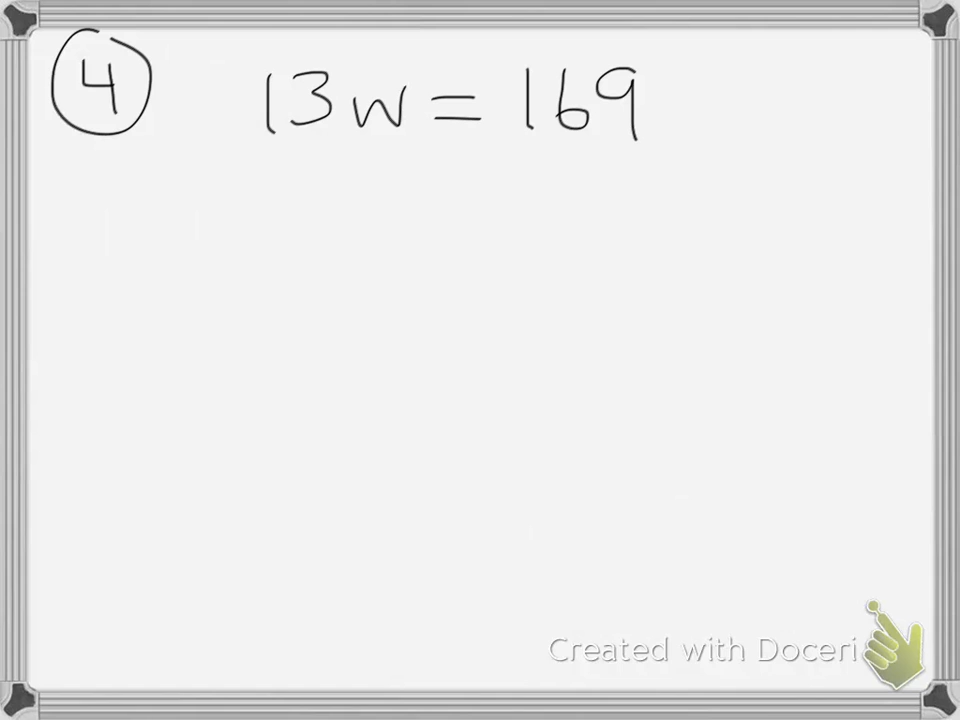 ④ 13w = 169
Created with Doceri